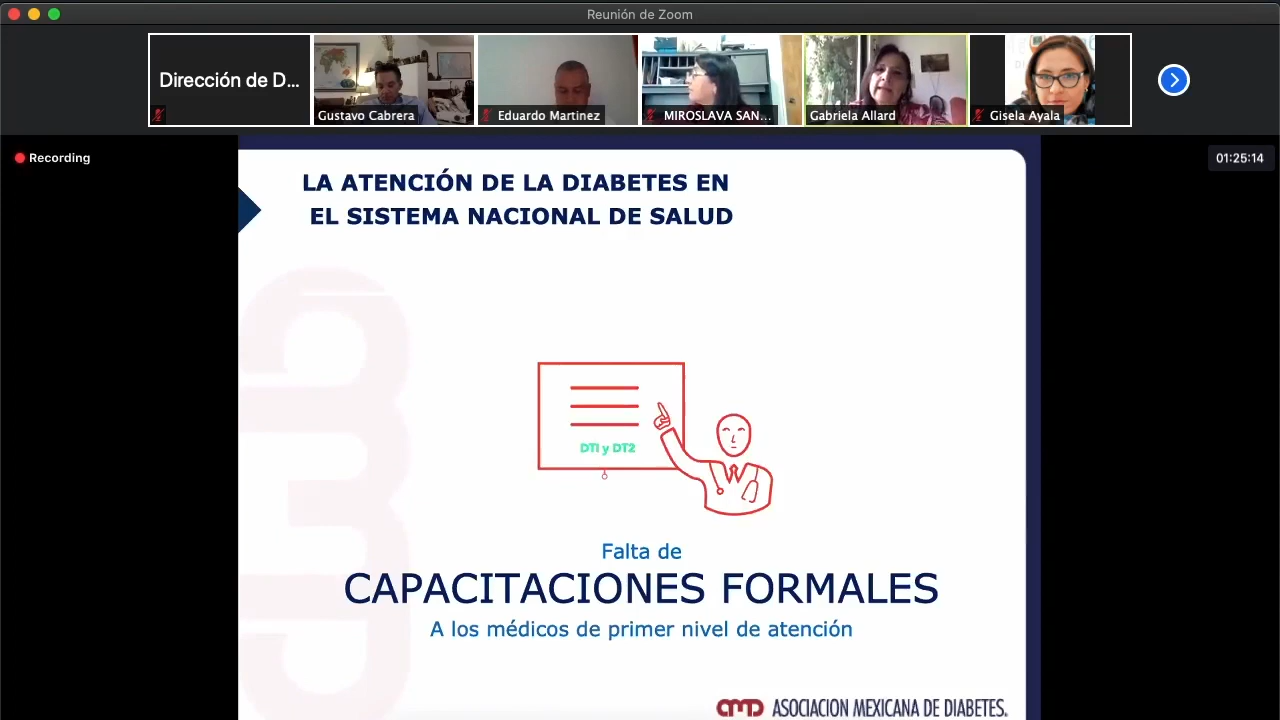 Reunión de Zoom
Dirección de D...
Gustavo Cabrera
Eduardo Martinez
MIROSLAVA SAN...
Gabriela Allard
Gisela Ayala
Recording
01:25:14
LA ATENCIÓN DE LA DIABETES EN
EL SISTEMA NACIONAL DE SALUD
DT1 y DT2
Falta de
CAPACITACIONES FORMALES
A los médicos de primer nivel de atención
AMD ASOCIACION MEXICANA DE DIABETES.